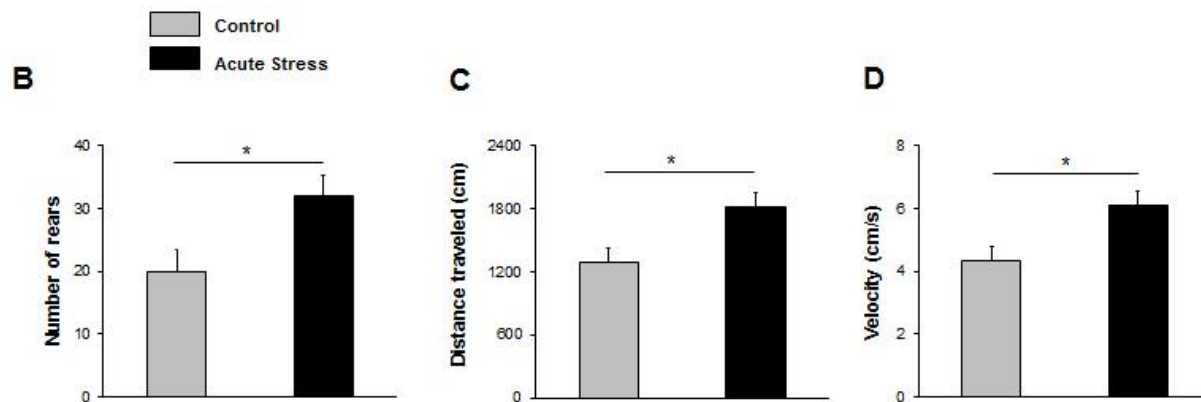 Control
Acute Stress
B
C
D
Number of rears
40
30
20
10
0
*
Distance traveled (cm)
2400
1800
1200
600
0
*
Velocity (cm/s)
8
6
4
2
0
*